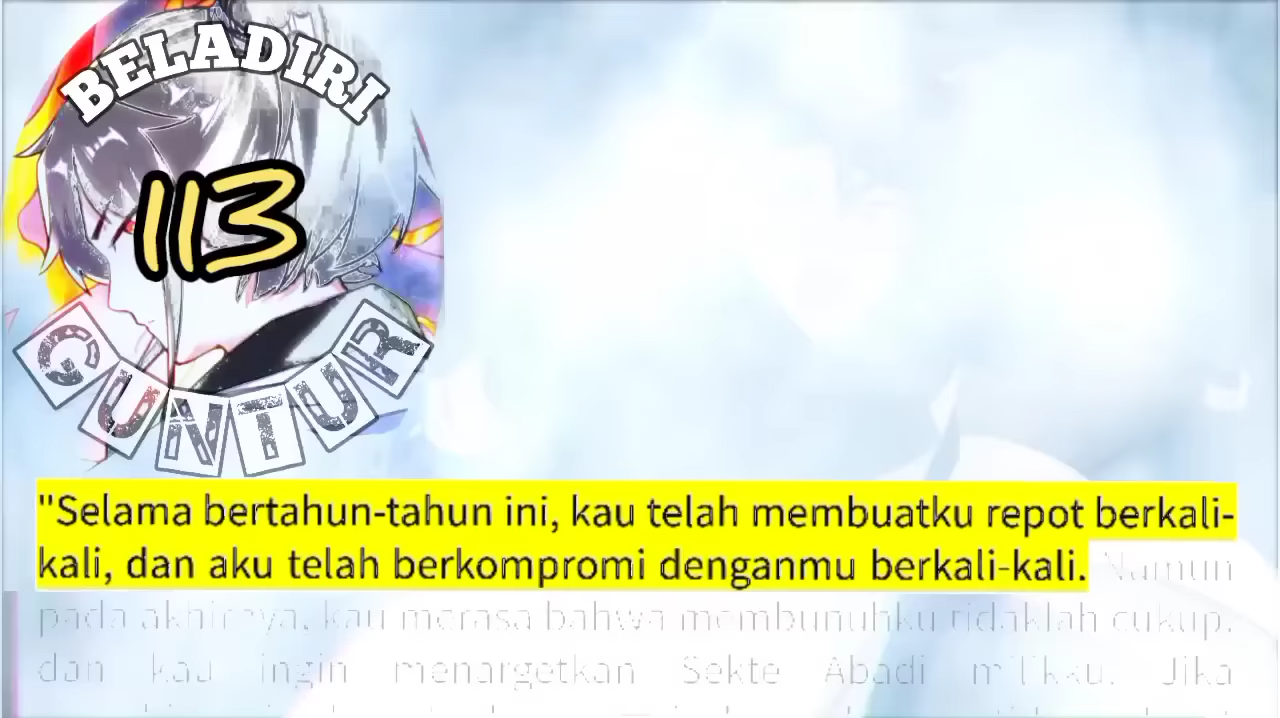 BELADIRI
113
GUNTUR
"Selama bertahun-tahun ini, kau telah membuatku repot berkali-
kali, dan aku telah berkompromi denganmu berkali-kali. Namun
pada akhirnya, kau merasa bahwa membunuhku tidaklah cukup,
dan kau ingin menargetkan Sekte Abadi milikku. Jika